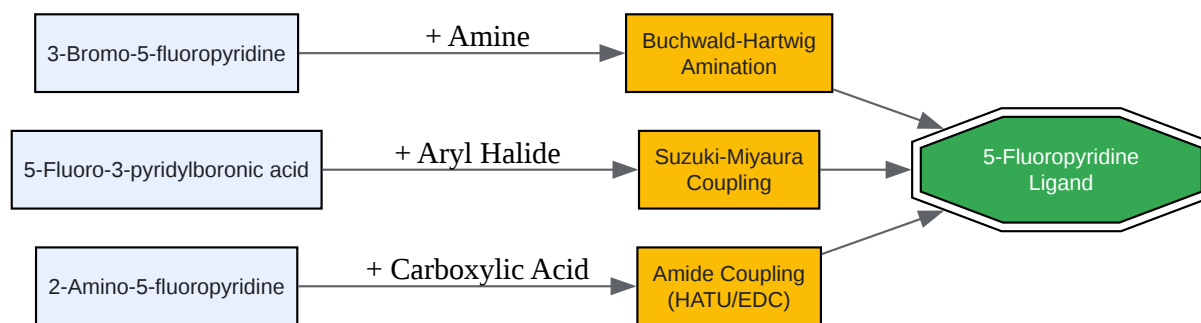 3-Bromo-5-fluoropyridine
+ Amine
Buchwald-Hartwig
Amination
5-Fluoro-3-pyridylboronic acid
+ Aryl Halide
Suzuki-Miyaura
Coupling
5-Fluoropyridine
Ligand
2-Amino-5-fluoropyridine
+ Carboxylic Acid
Amide Coupling
(HATU/EDC)